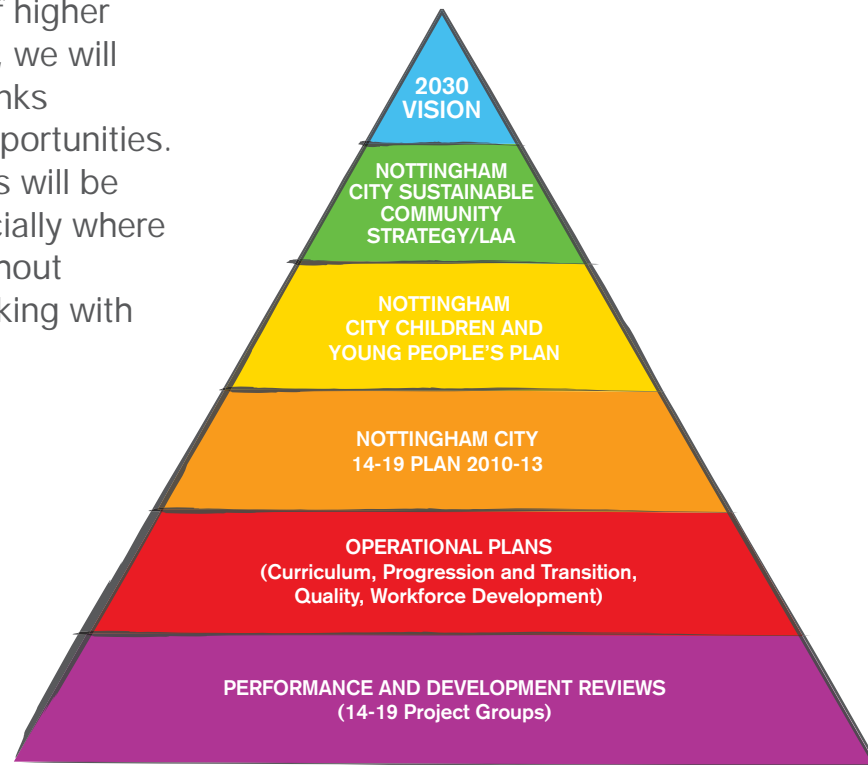 f higher
, we will
nks
portunities.
s will be
cially where
hout
king with
2030
VISION
NOTTINGHAM
CITY SUSTAINABLE
COMMUNITY
STRATEGY/LAA
NOTTINGHAM
CITY CHILDREN AND
YOUNG PEOPLE'S PLAN
NOTTINGHAM CITY
14-19 PLAN 2010-13
OPERATIONAL PLANS
(Curriculum, Progression and Transition,
Quality, Workforce Development)
PERFORMANCE AND DEVELOPMENT REVIEWS
(14-19 Project Groups)